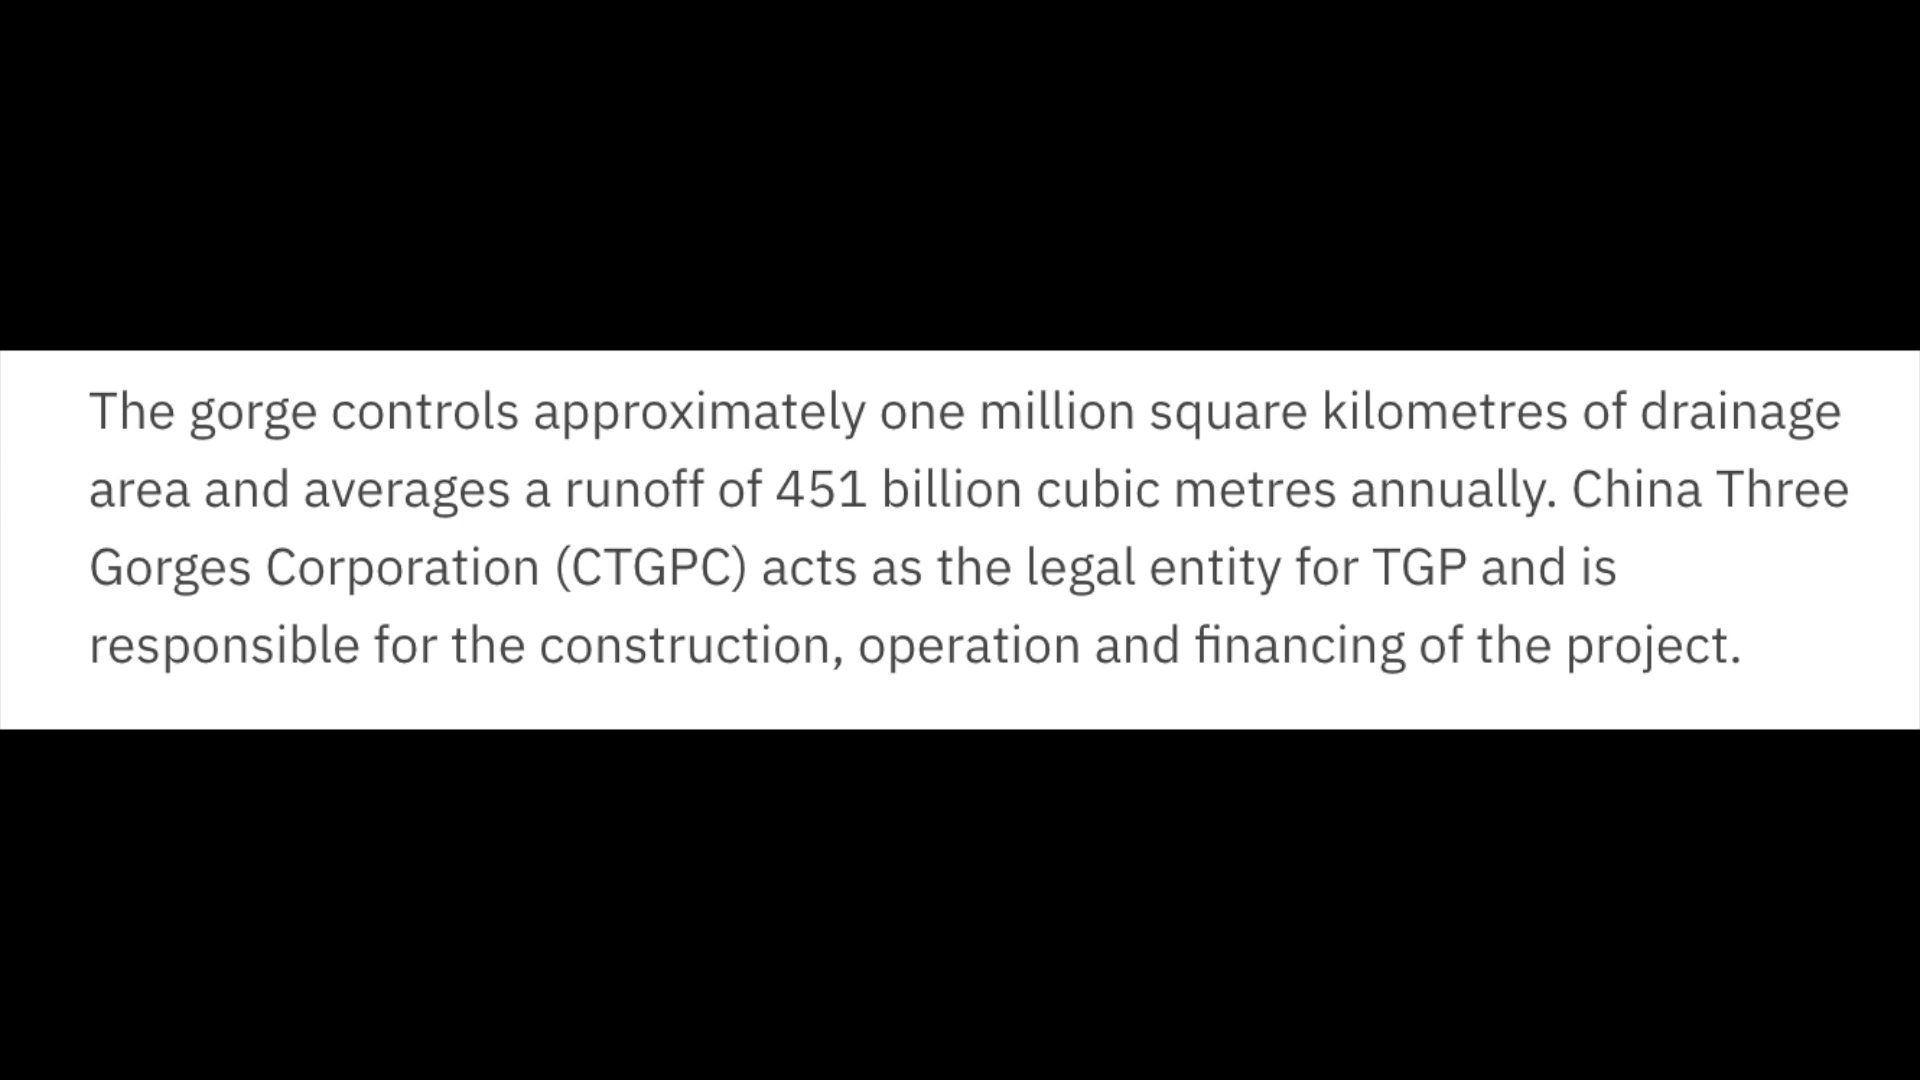 The gorge controls approximately one million square kilometres of drainage
area and averages a runoff of 451 billion cubic metres annually. China Three
Gorges Corporation (CTGPC) acts as the legal entity for TGP and is
responsible for the construction, operation and financing of the project.